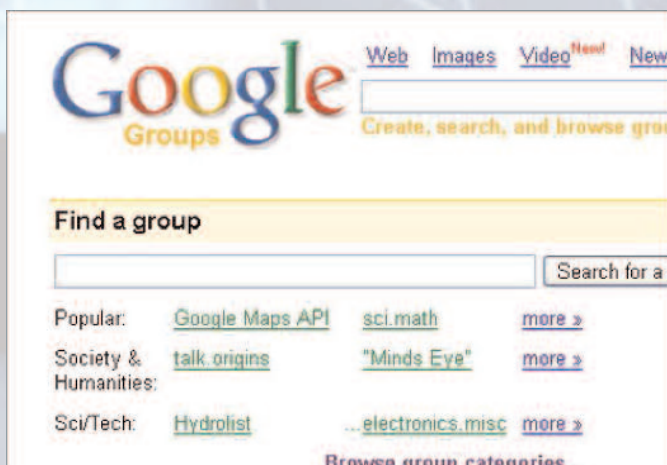 Google
Groups
Web Images Video New! New
Create, search, and browse grou
Find a group
Search for a
Popular: Google Maps API sci.math more »
Society & Humanities: talk.origins "Minds Eye" more »
Sci/Tech: Hydrolist ...electronics.misc more »
Browse group categories